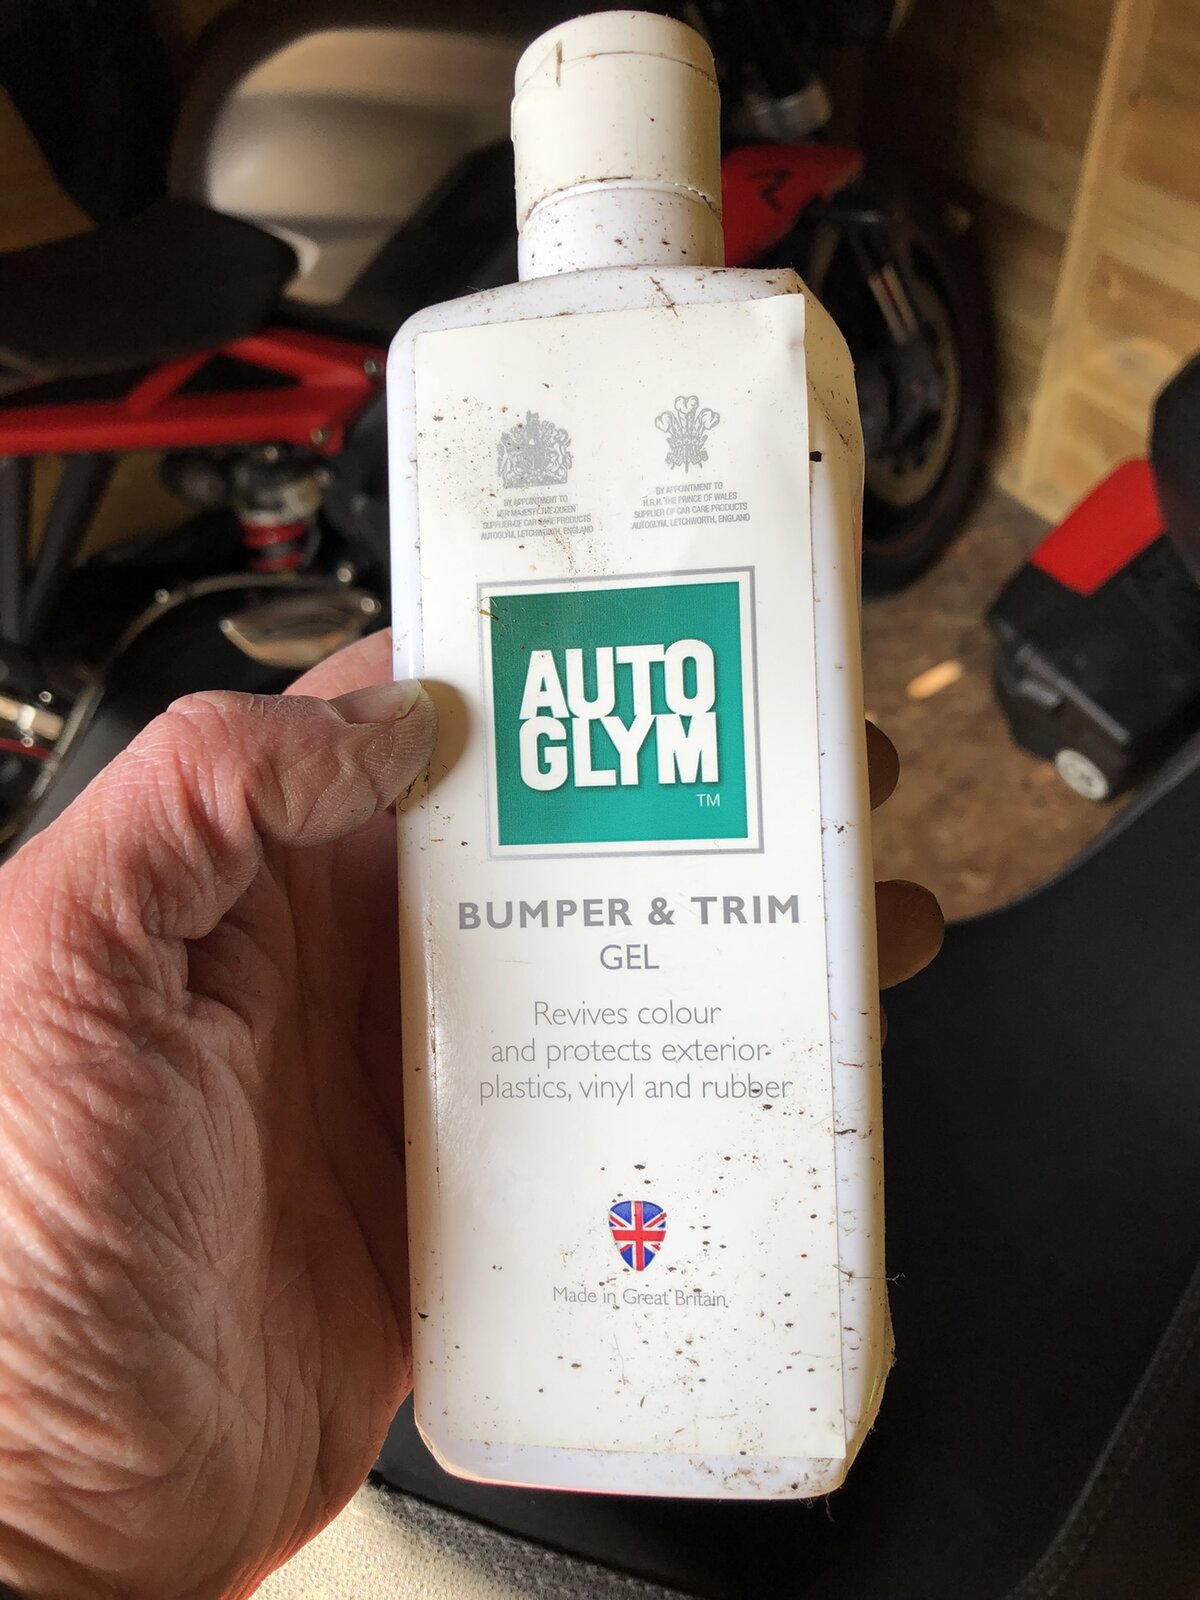 BY APPOINTMENT TO
HER MAJESTY THE QUEEN
SUPPLIER OF CAR CARE PRODUCTS
AUTOGLYM, LETCHWORTH, ENGLAND
BY APPOINTMENT TO
H.R.H. THE PRINCE OF WALES
SUPPLIER OF CAR CARE PRODUCTS
AUTOGLYM, LETCHWORTH, ENGLAND
AUTO
GLYM
TM
BUMPER & TRIM
GEL
Revives colour
and protects exterior
plastics, vinyl and rubber
Made in Great Britain